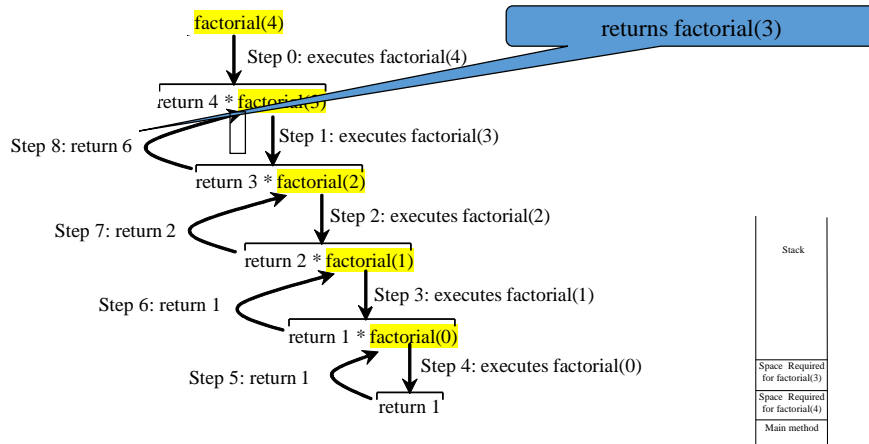 factorial(4)
returns factorial(3)
Step 0: executes factorial(4)
return 4 * factorial(3)
Step 1: executes factorial(3)
Step 8: return 6
return 3 * factorial(2)
Step 2: executes factorial(2)
Step 7: return 2
return 2 * factorial(1)
Step 3: executes factorial(1)
Step 6: return 1
return 1 * factorial(0)
Step 4: executes factorial(0)
Step 5: return 1
return 1
Stack
Space Required
for factorial(3)
Space Required
for factorial(4)
Main method